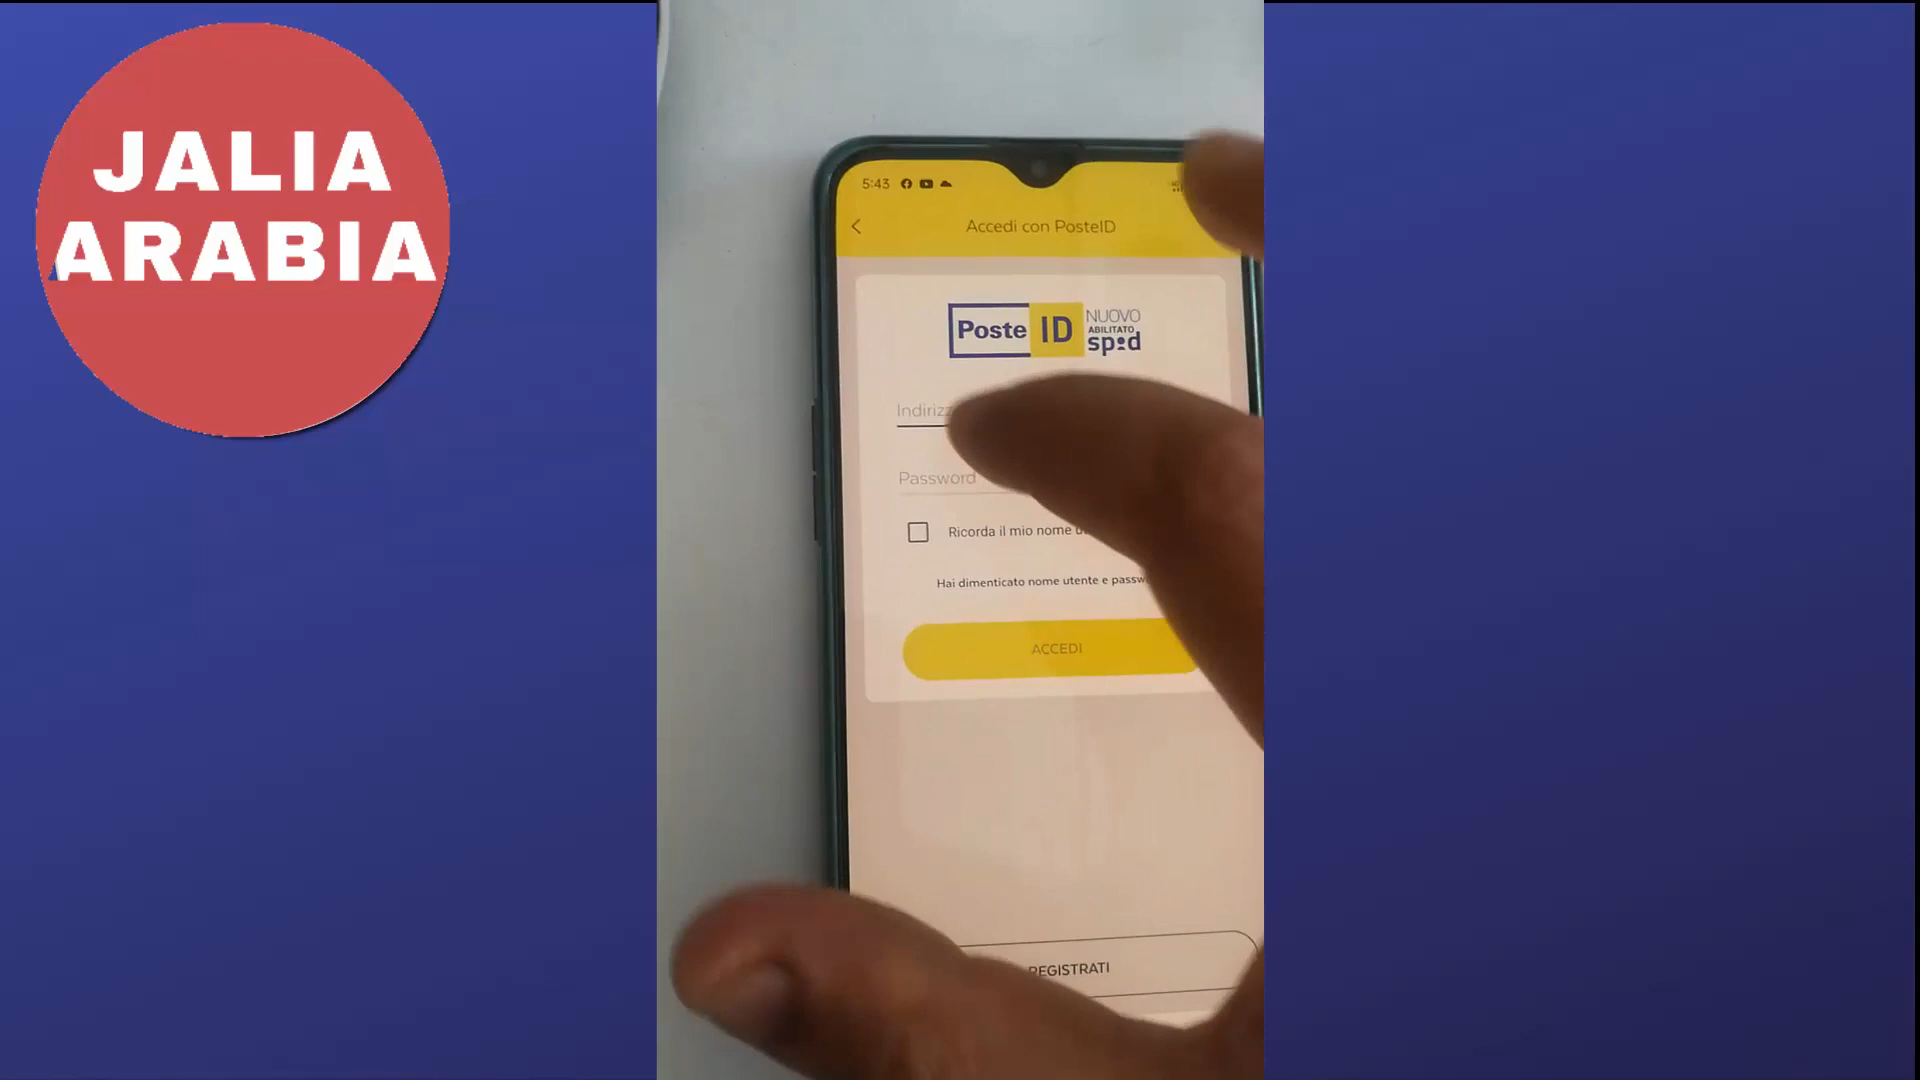 JALIA
ARABIA
5:43
Accedi con PosteID
Poste ID NUOVO
ABILITATO
spid
Password
Ricorda il mio nome
Hai dimenticato nome utente e
ACCEDI
REGISTRATI